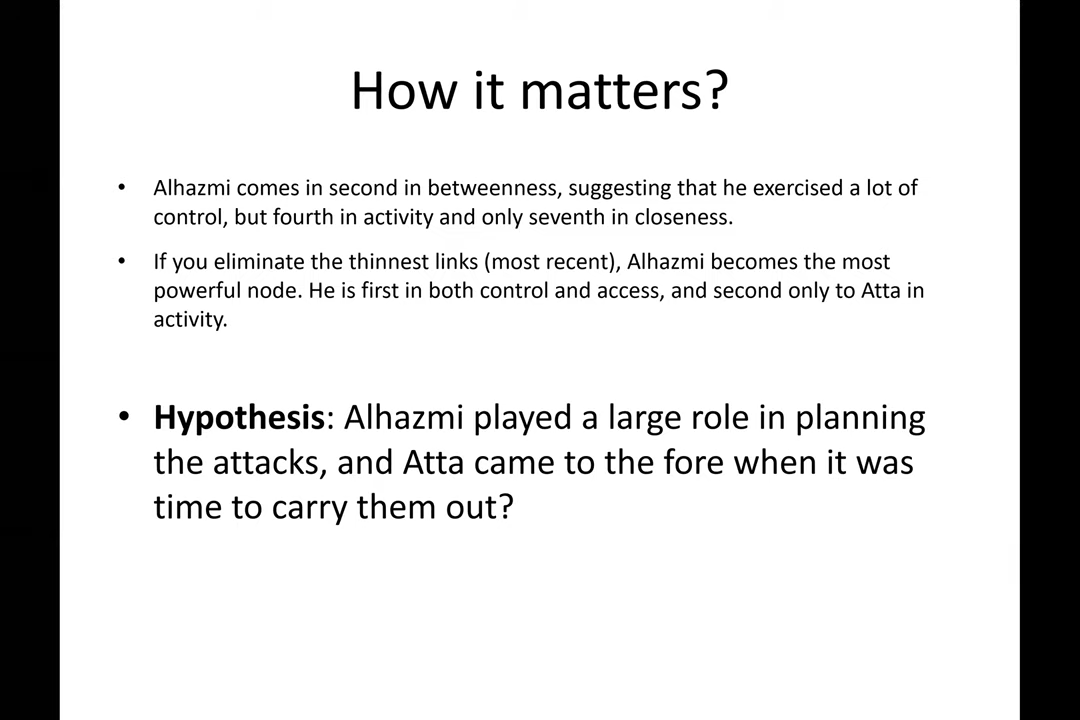 How it matters?
• Alhazmi comes in second in betweenness, suggesting that he exercised a lot of
control, but fourth in activity and only seventh in closeness.
• If you eliminate the thinnest links (most recent), Alhazmi becomes the most
powerful node. He is first in both control and access, and second only to Atta in
activity.
• Hypothesis: Alhazmi played a large role in planning
the attacks, and Atta came to the fore when it was
time to carry them out?